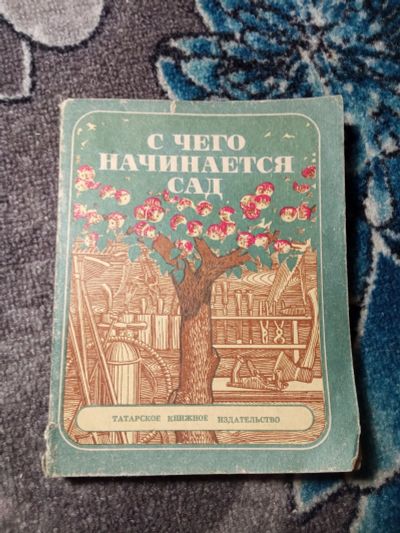 С ЧЕГО
НАЧИНАЕТСЯ
САД
ТАТАРСКОЕ КНИЖНОЕ ИЗДАТЕЛЬСТВО